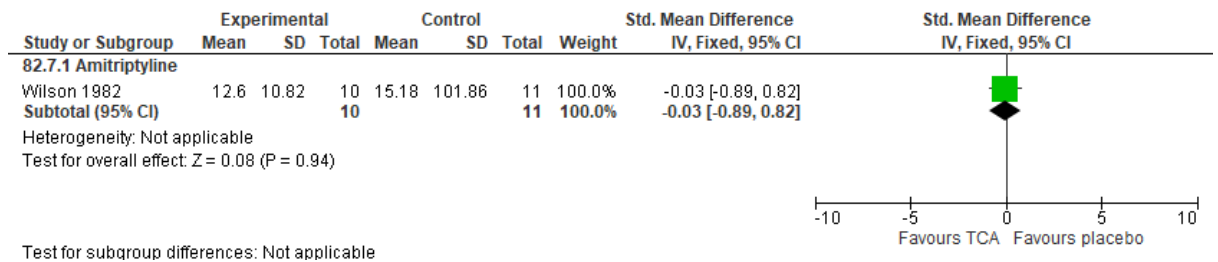 Experimental Control Std. Mean Difference Std. Mean Difference
Study or Subgroup Mean SD Total Mean SD Total Weight IV, Fixed, 95% CI IV, Fixed, 95% CI
82.7.1 Amitriptyline
Wilson 1982 12.6 10.82 10 15.18 101.86 11 100.0% -0.03 [-0.89, 0.82]
Subtotal (95% CI) 10 11 100.0% -0.03 [-0.89, 0.82]
Heterogeneity: Not applicable
Test for overall effect: Z = 0.08 (P = 0.94)
-10 -5 0 5 10
Favours TCA Favours placebo
Test for subgroup differences: Not applicable